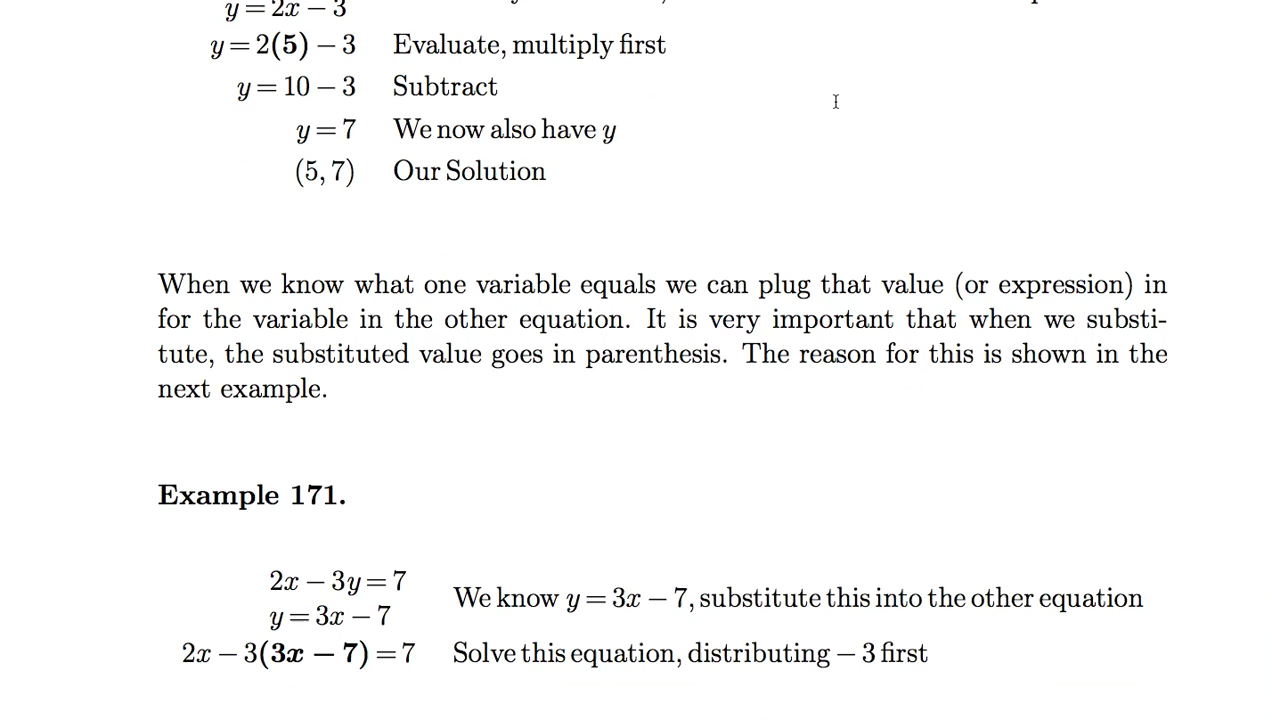 y = 2x − 3
y = 2(5) − 3 Evaluate, multiply first
y = 10 − 3 Subtract
y = 7 We now also have y
(5, 7) Our Solution
When we know what one variable equals we can plug that value (or expression) in
for the variable in the other equation. It is very important that when we substi-
tute, the substituted value goes in parenthesis. The reason for this is shown in the
next example.
Example 171.
2x − 3y = 7
y = 3x − 7
We know y = 3x − 7, substitute this into the other equation
2x − 3(3x − 7) = 7 Solve this equation, distributing − 3 first